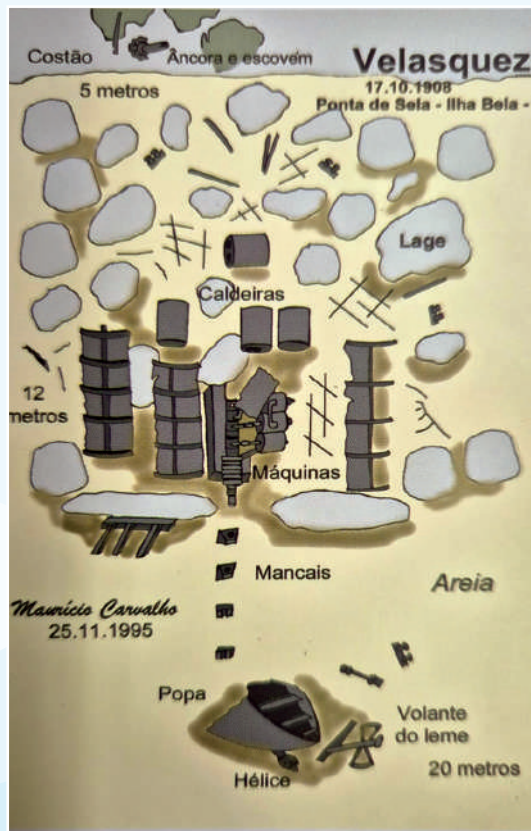 Costão
Âncora e escovém
Velasquez
17.10.1908
5 metros
Ponta de Sela - Ilha Bela -
Lage
Caldeiras
12
metros
Máquinas
Mancais
Areia
Maurício Carvalho
25.11.1995
Popa
Volante
do leme
20 metros
Hélice